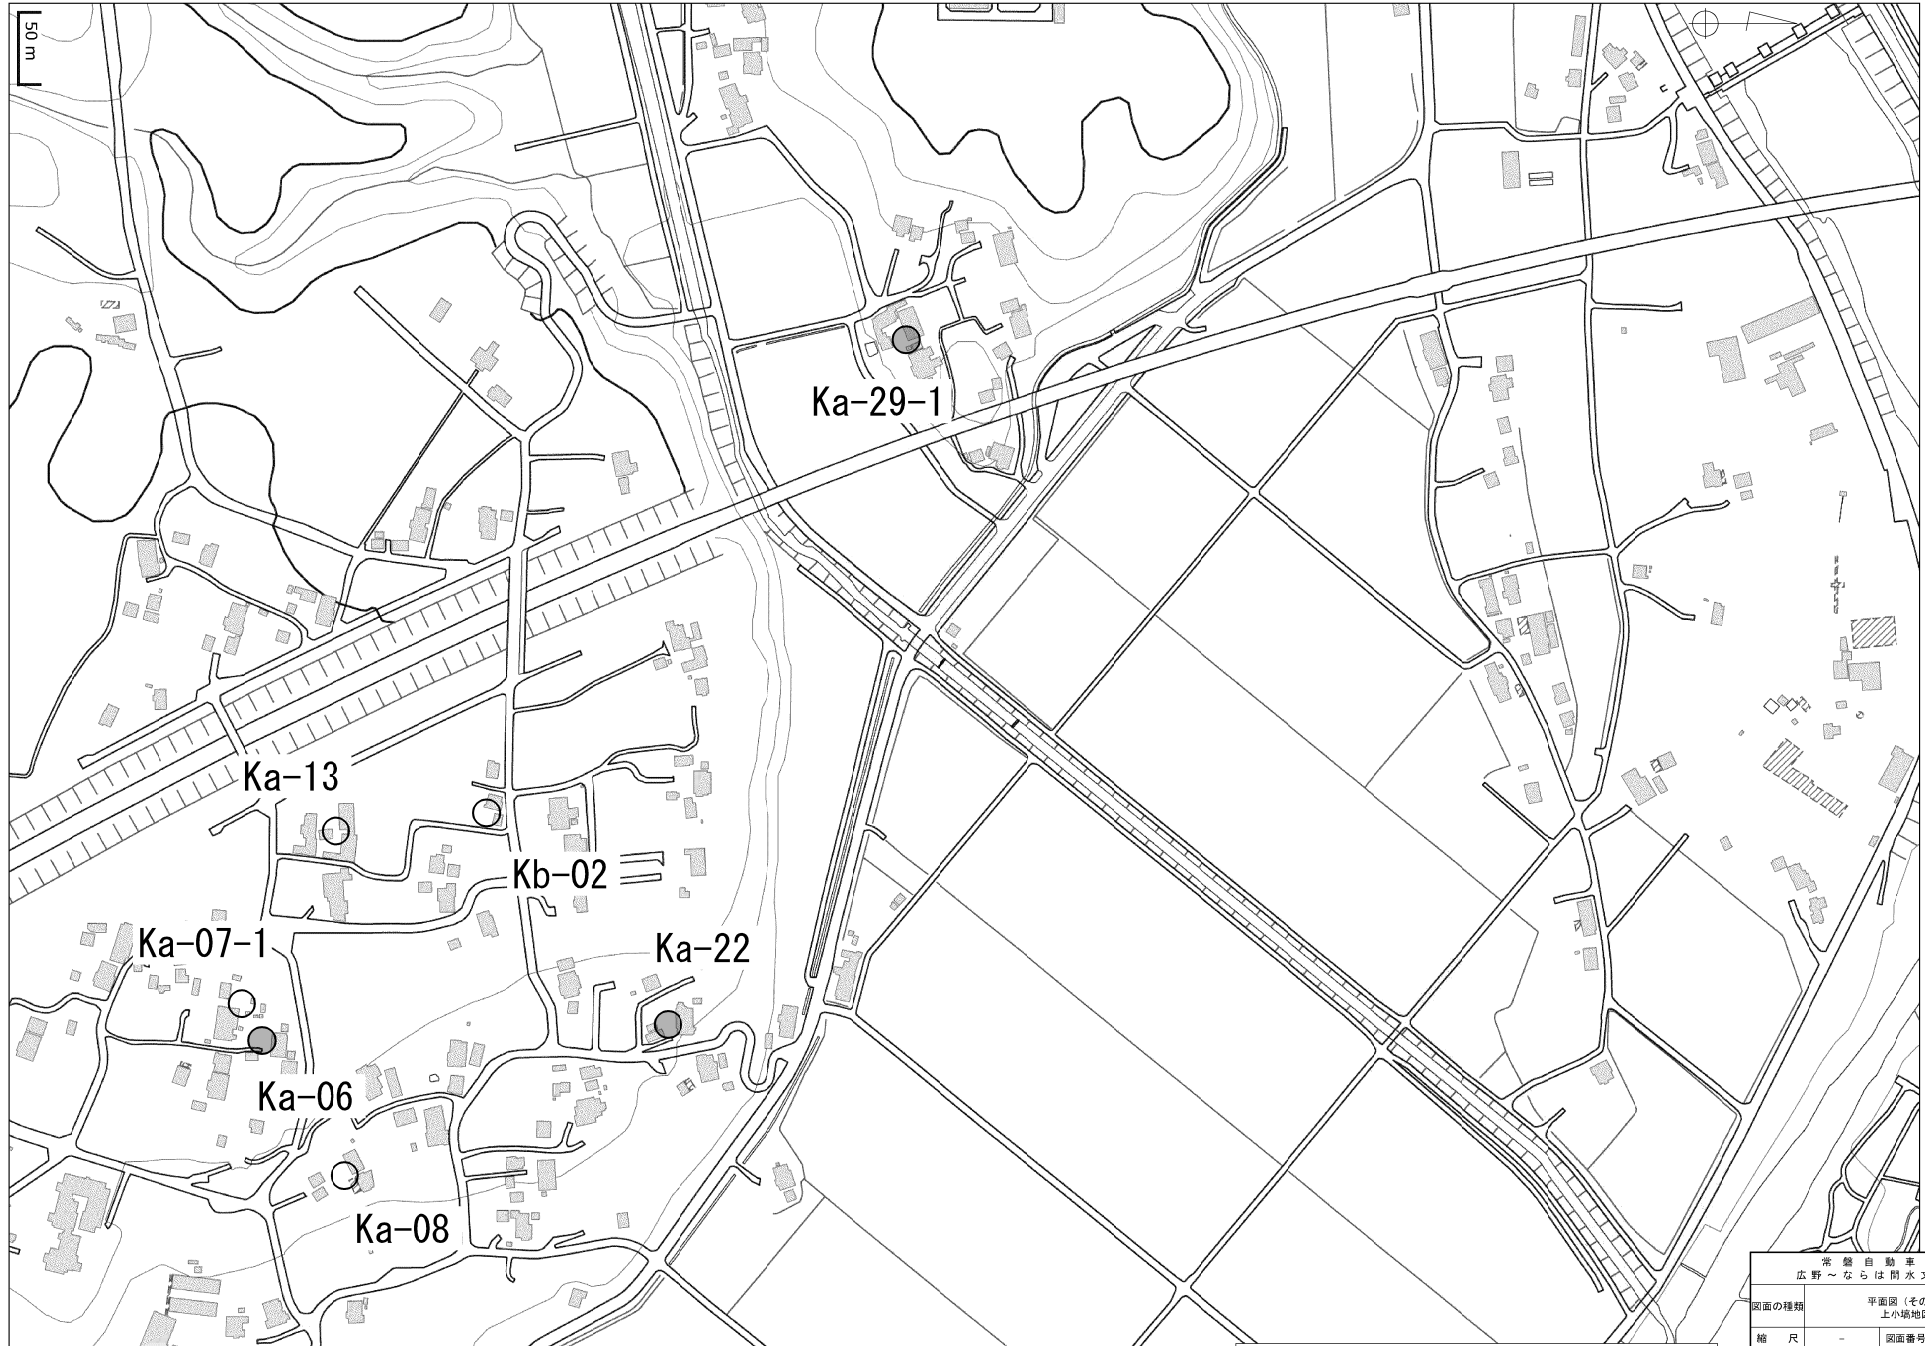 50 m
Ka-29-1
Ka-13
Kb-02
Ka-07-1
Ka-22
Ka-06
Ka-08
常 磐 自 動 車
広 野 ～ な ら は 間 水 文
図面の種類
平面図（その
上小塙地区
縮 尺
-
図面番号